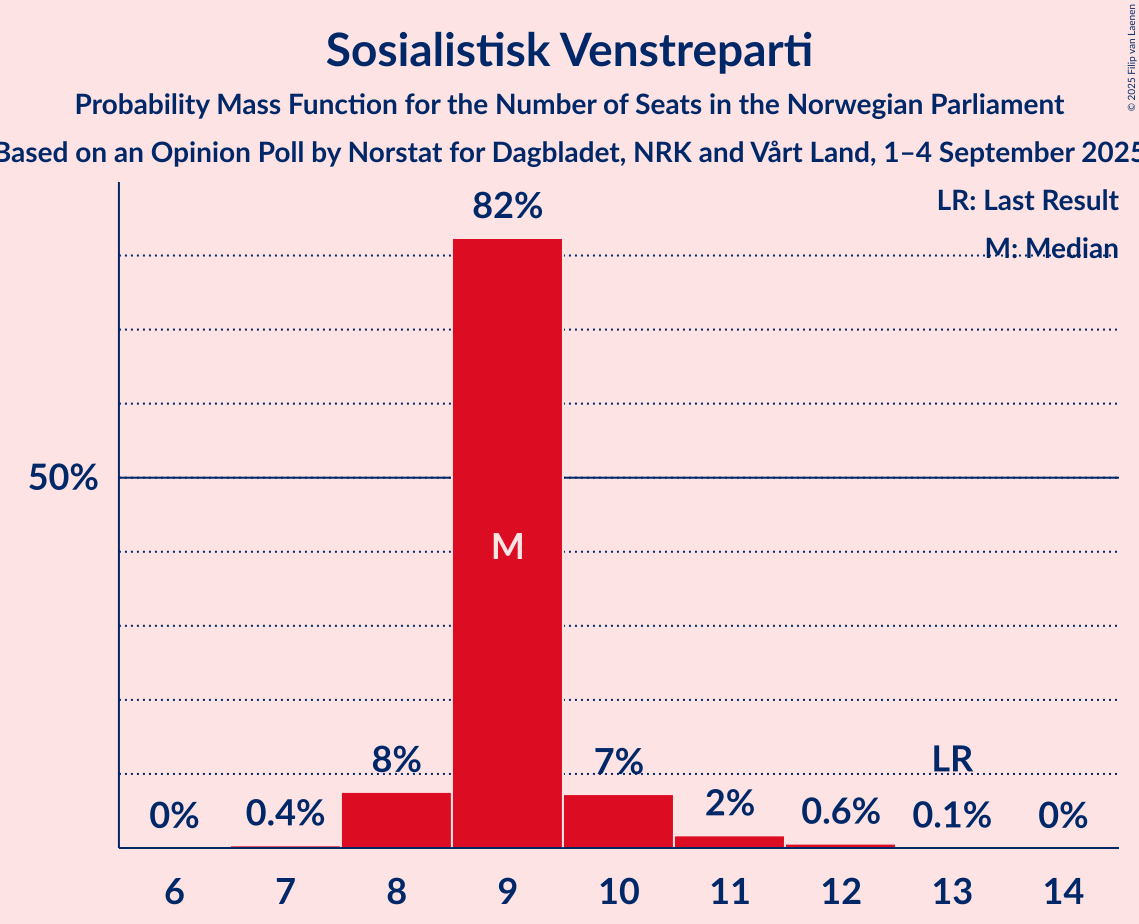 © 2025 Filip van Laenen
Sosialistisk Venstreparti
Probability Mass Function for the Number of Seats in the Norwegian Parliament
Based on an Opinion Poll by Norstat for Dagbladet, NRK and Vårt Land, 1–4 September 2025
LR: Last Result
M: Median
82%
50%
M
8%
7%
LR
0%
0.4%
2%
0.6%
0.1%
0%
6 7 8 9 10 11 12 13 14